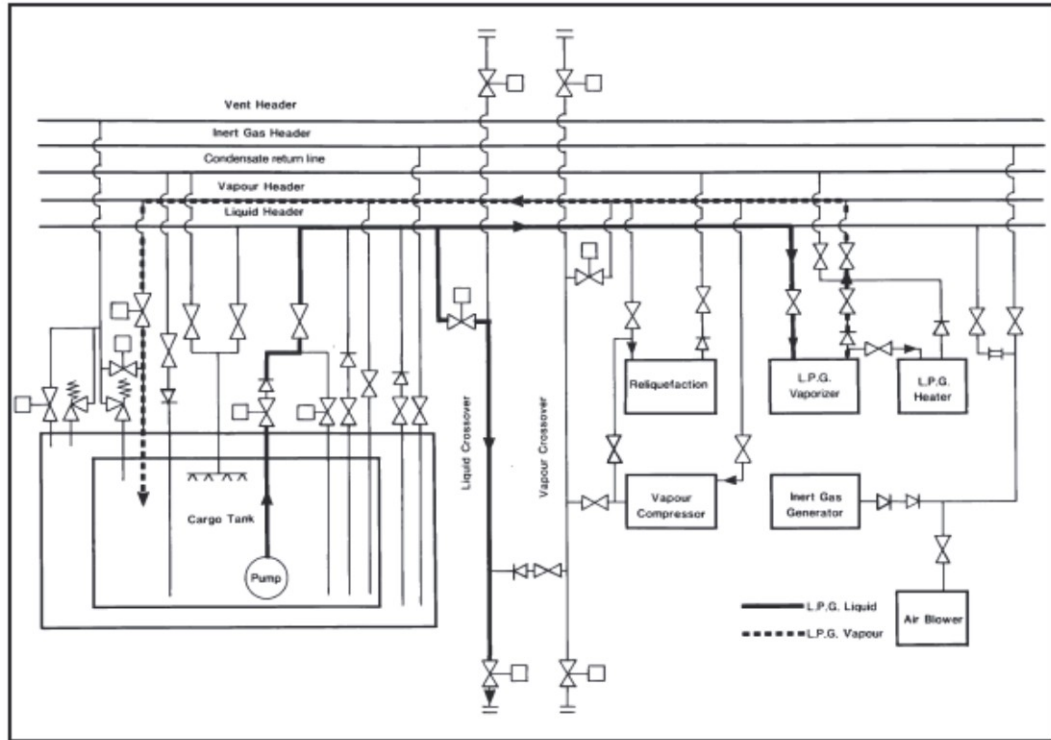 Vent Header
Inert Gas Header
Condensate return line
Vapour Header
Liquid Header
Reliquefaction
L.P.G.
Vaporizer
L.P.G.
Heater
Liquid Crossover
Vapour Crossover
Cargo Tank
Vapour
Compressor
Inert Gas
Generator
Pump
L.P.G. Liquid
L.P.G. Vapour
Air Blower